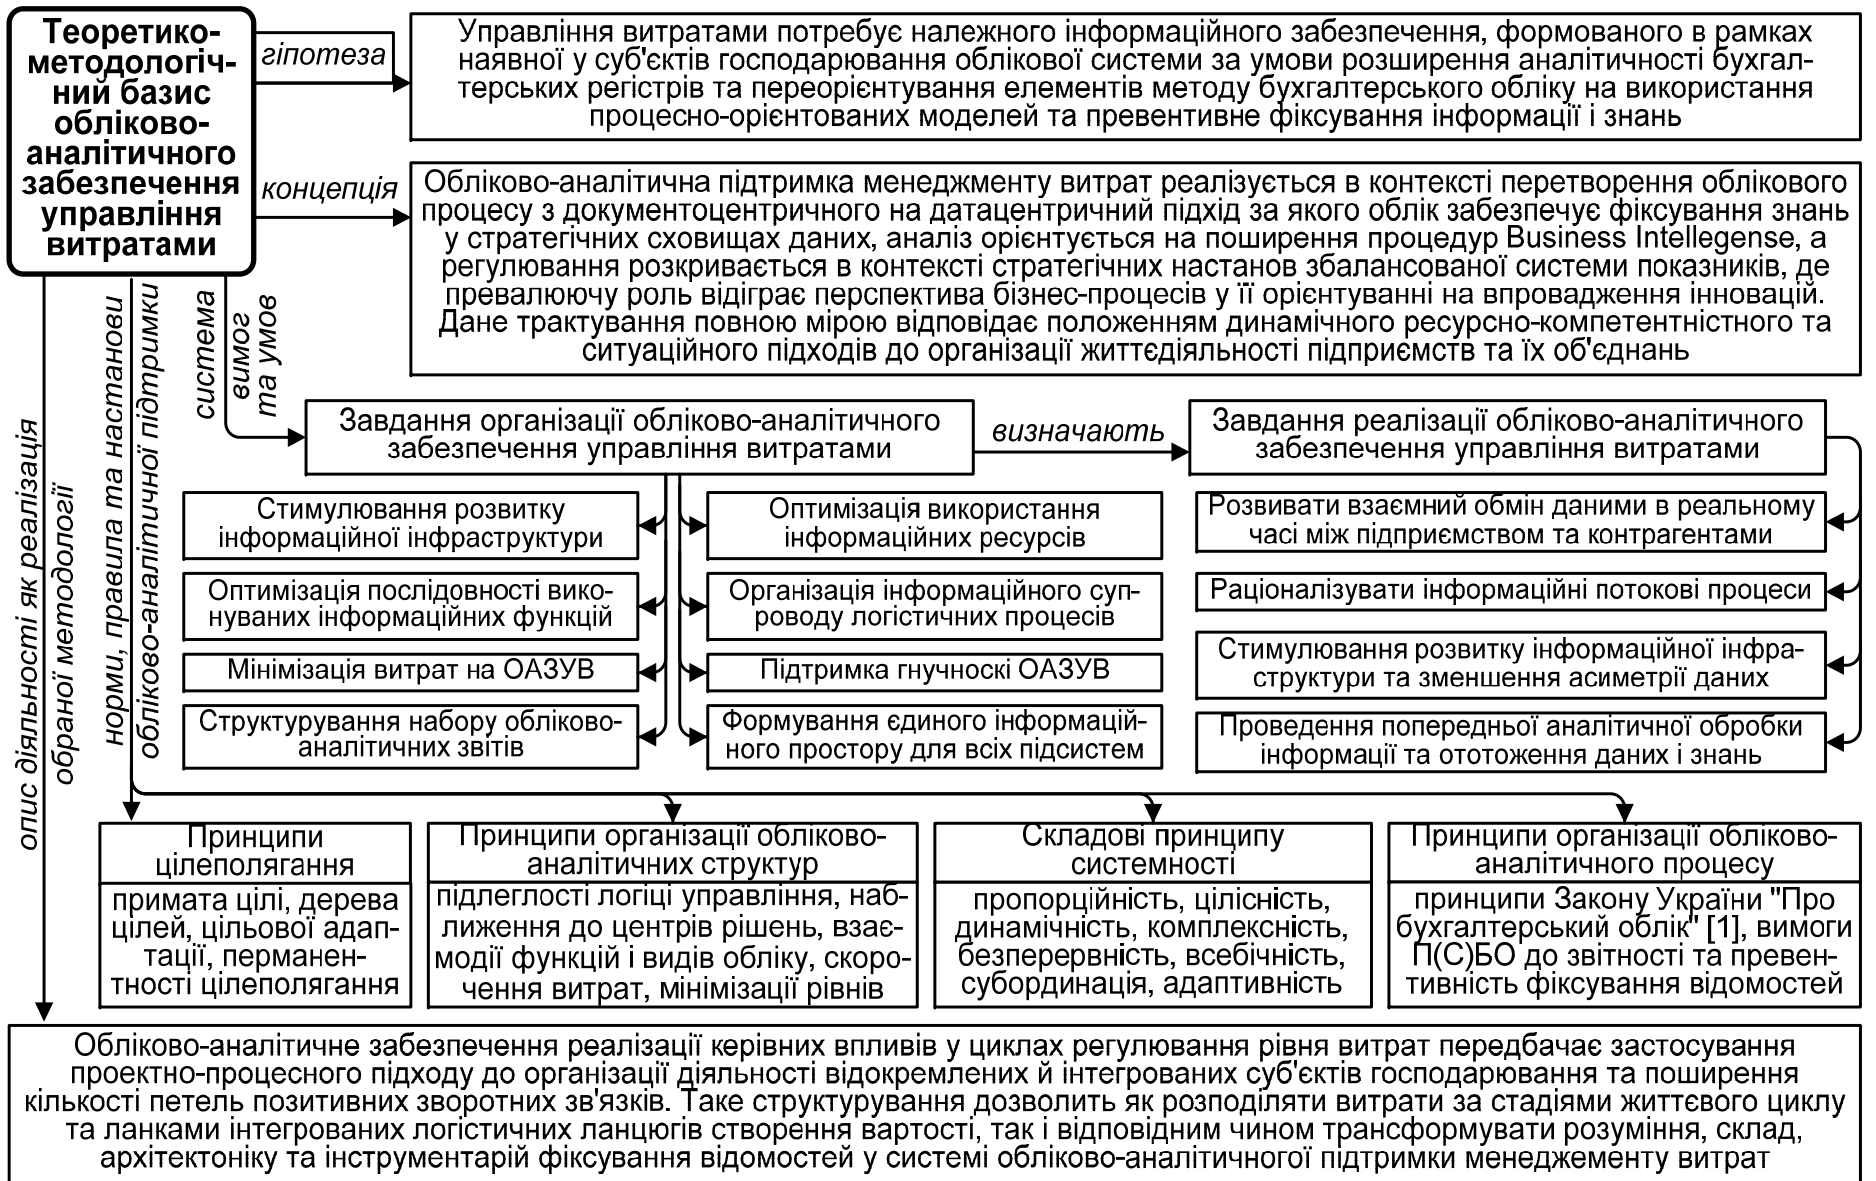 Теоретико-
методологіч-
ний базис
обліково-
аналітичного
забезпечення
управління
витратами
гіпотеза
Управління витратами потребує належного інформаційного забезпечення, формованого в рамках
наявної у суб'єктів господарювання облікової системи за умови розширення аналітичності бухгал-
терських регістрів та переорієнтування елементів методу бухгалтерського обліку на використання
процесно-орієнтованих моделей та превентивне фіксування інформації і знань
концепція
Обліково-аналітична підтримка менеджменту витрат реалізується в контексті перетворення облікового
процесу з документоцентричного на датацентричний підхід за якого облік забезпечує фіксування знань
у стратегічних сховищах даних, аналіз орієнтується на поширення процедур Business Intellegense, а
регулювання розкривається в контексті стратегічних настанов збалансованої системи показників, де
превалюючу роль відіграє перспектива бізнес-процесів у її орієнтуванні на впровадження інновацій.
Дане трактування повною мірою відповідає положенням динамічного ресурсно-компетентністного та
ситуаційного підходів до організації життєдіяльності підприємств та їх об'єднань
система
вимог
та умов
Завдання організації обліково-аналітичного
забезпечення управління витратами
визначають
Завдання реалізації обліково-аналітичного
забезпечення управління витратами
Стимулювання розвитку
інформаційної інфраструктури
Оптимізація використання
інформаційних ресурсів
Розвивати взаємний обмін даними в реальному
часі між підприємством та контрагентами
Оптимізація послідовності вико-
нуваних інформаційних функцій
Організація інформаційного суп-
роводу логістичних процесів
Раціоналізувати інформаційні потокові процеси
Мінімізація витрат на ОАЗУВ
Підтримка гнучноскі ОАЗУВ
Стимулювання розвитку інформаційної інфра-
структури та зменшення асиметрії даних
Структурування набору обліково-
аналітичних звітів
Формування єдиного інформацій-
ного простору для всіх підсистем
Проведення попередньої аналітичної обробки
інформації та ототоження даних і знань
норми, правила та настанови
обліково-аналітичної підтримки
опис діяльності як реалізація
обраної методології
Принципи
цілеполягання
примата цілі, дерева
цілей, цільової адап-
тації, перманен-
тності цілеполягання
Принципи організації обліково-
аналітичних структур
підлеглості логіці управління, наб-
лиження до центрів рішень, взає-
модії функцій і видів обліку, скоро-
чення витрат, мінімізації рівнів
Складові принципу
системності
пропорційність, цілісність,
динамічність, комплексність,
безперервність, всебічність,
субординація, адаптивність
Принципи організації обліково-
аналітичного процесу
принципи Закону України "Про
бухгалтерський облік" [1], вимоги
П(С)БО до звітності та превен-
тивність фіксування відомостей
Обліково-аналітичне забезпечення реалізації керівних впливів у циклах регулювання рівня витрат передбачає застосування
проектно-процесного підходу до організації діяльності відокремлених й інтегрованих суб'єктів господарювання та поширення
кількості петель позитивних зворотних зв'язків. Таке структурування дозволить як розподіляти витрати за стадіями життєвого циклу
та ланками інтегрованих логістичних ланцюгів створення вартості, так і відповідним чином трансформувати розуміння, склад,
архітектоніку та інструментарій фіксування відомостей у системі обліково-аналітичної підтримки менеджементу витрат